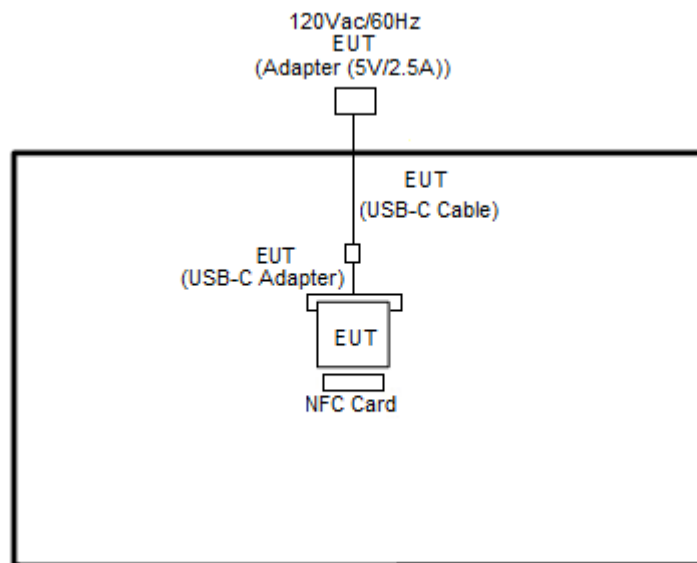 120Vac/60Hz
EUT
(Adapter (5V/2.5A))
EUT
(USB-C Cable)
EUT
(USB-C Adapter)
EUT
NFC Card